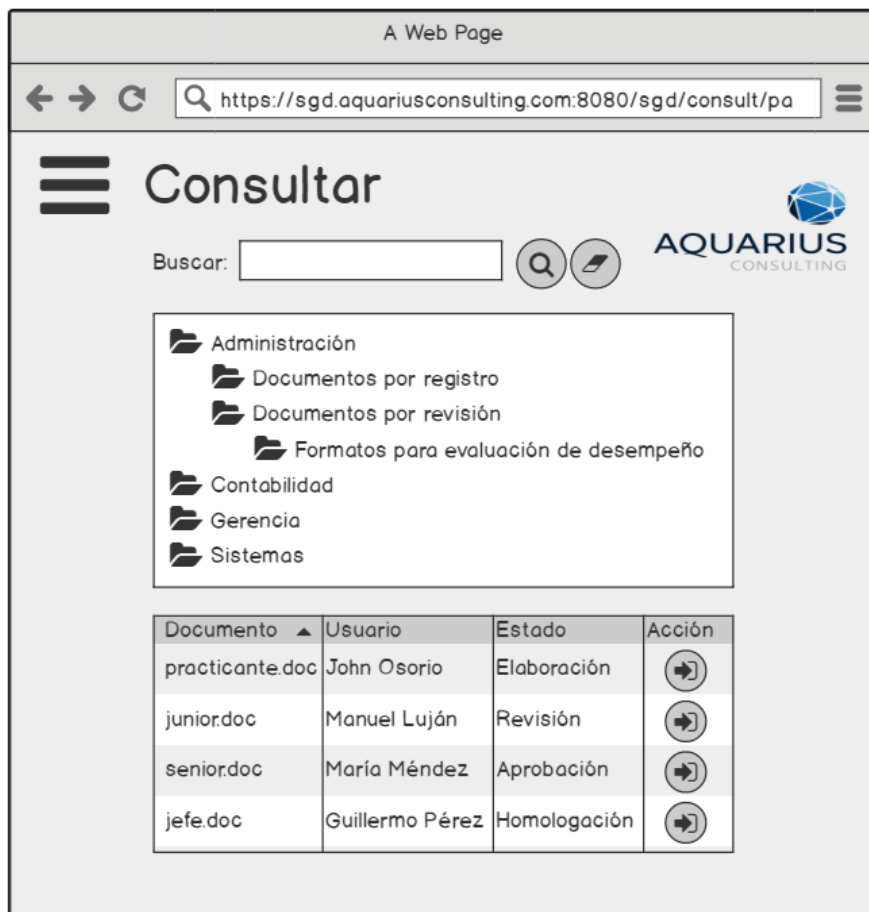 A Web Page
https://sgd.aquariusconsulting.com:8080/sgd/consult/pa
Consultar
AQUARIUS
CONSULTING
Buscar:
Administración
Documentos por registro
Documentos por revisión
Formatos para evaluación de desempeño
Contabilidad
Gerencia
Sistemas
Documento Usuario Estado Acción
practicante.doc John Osorio Elaboración
junior.doc Manuel Luján Revisión
senior.doc María Méndez Aprobación
jefe.doc Guillermo Pérez Homologación